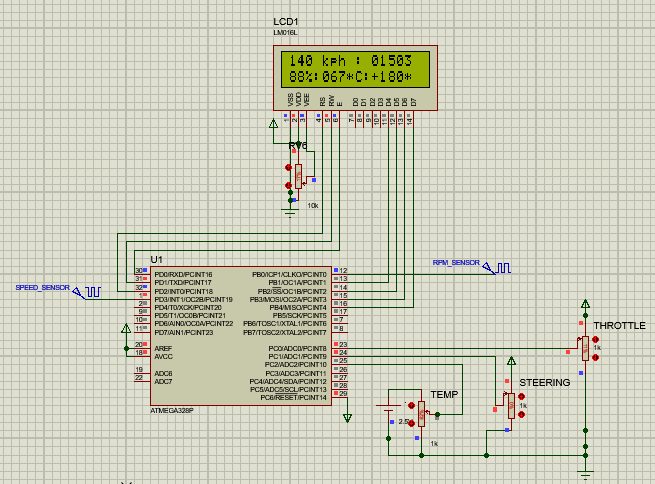 LCD1
LM016L
140 kph : 01503
88%:067*C:+180*
VSS
VDD
VEE
RS
RW
E
D0
D1
D2
D3
D4
D5
D6
D7
1
2
3
4
5
6
7
8
9
10
11
12
13
14
RV6
10k
U1
30 PD0/RXD/PCINT16 PB0/ICP1/CLKO/PCINT0 12
31 PD1/TXD/PCINT17 PB1/OC1A/PCINT1 13
32 PD2/INT0/PCINT18 PB2/SS/OC1B/PCINT2 14
1 PD3/INT1/OC2B/PCINT19 PB3/MOSI/OC2A/PCINT3 15
2 PD4/T0/XCK/PCINT20 PB4/MISO/PCINT4 16
9 PD5/T1/OC0B/PCINT21 PB5/SCK/PCINT5 17
10 PD6/AIN0/OC0A/PCINT22 PB6/TOSC1/XTAL1/PCINT6 7
11 PD7/AIN1/PCINT23 PB7/TOSC2/XTAL2/PCINT7 8
20 AREF PC0/ADC0/PCINT8 23
18 AVCC PC1/ADC1/PCINT9 24
PC2/ADC2/PCINT10 25
19 ADC6 PC3/ADC3/PCINT11 26
22 ADC7 PC4/ADC4/SDA/PCINT12 27
PC5/ADC5/SCL/PCINT13 28
PC6/RESET/PCINT14 29
ATMEGA328P
SPEED_SENSOR
RPM_SENSOR
THROTTLE
1k
STEERING
1k
TEMP
1k